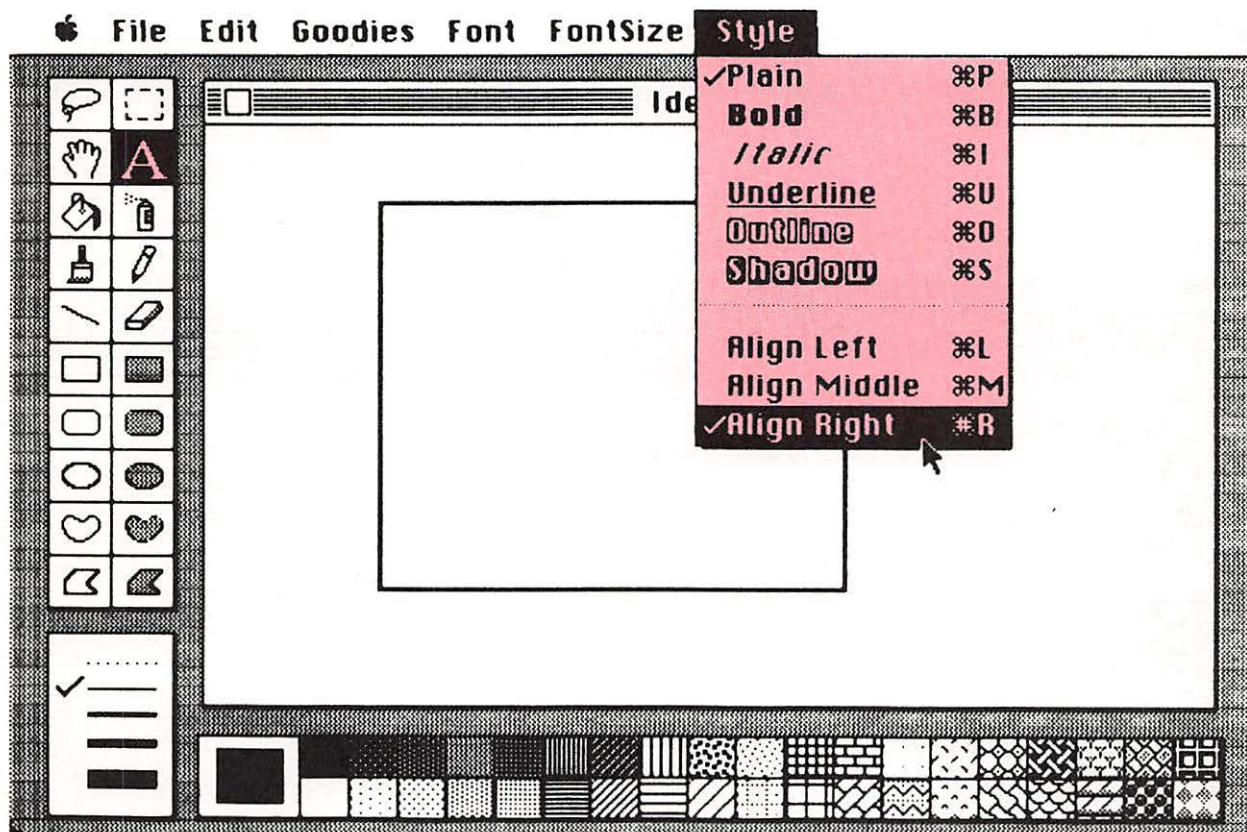 File Edit Goodies Font FontSize Style
✓Plain ⌘P
Ide
Bold ⌘B
Italic ⌘I
A
Underline ⌘U
Outline ⌘O
Shadow ⌘S
Align Left ⌘L
Align Middle ⌘M
✓Align Right ⌘R